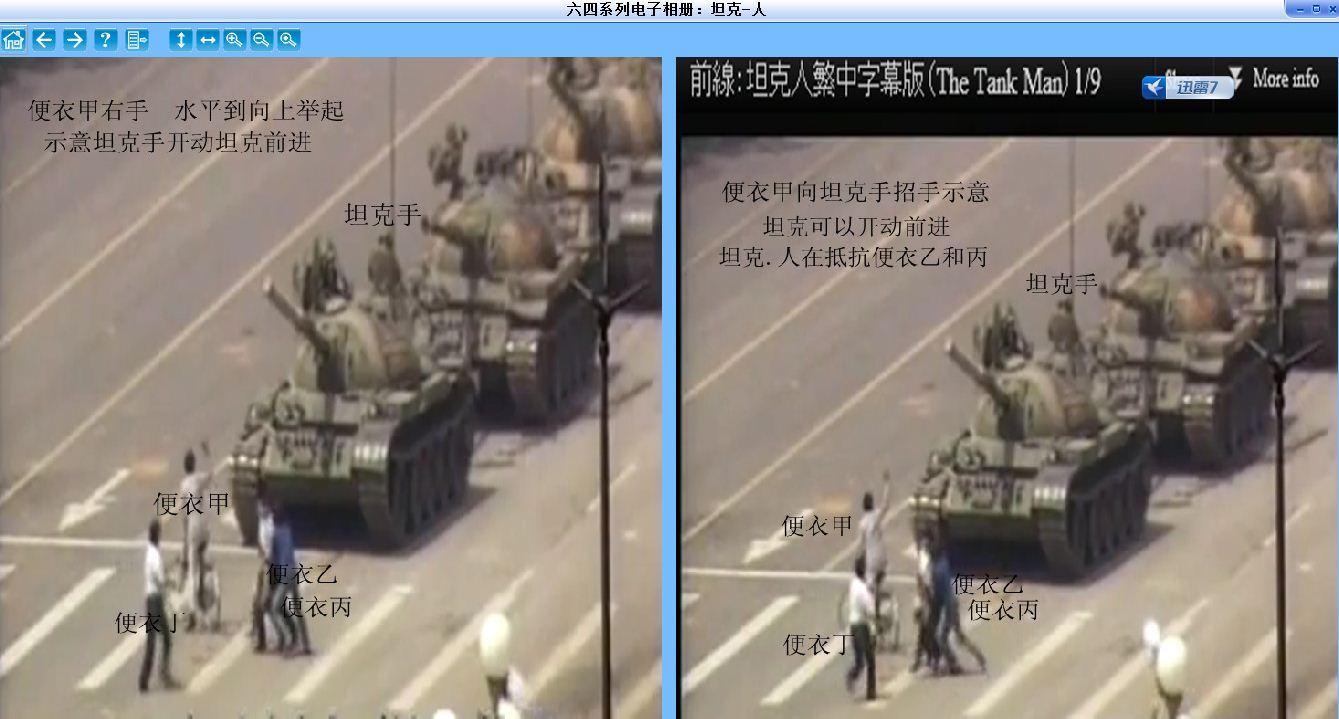 六四系列电子相册：坦克-人
便衣甲右手 水平到向上举起
示意坦克手开动坦克前进
坦克手
便衣甲
便衣乙
便衣丙
便衣丁
前線:坦克人繁中字幕版(The Tank Man) 1/9
迅雷7
More info
便衣甲向坦克手招手示意
坦克可以开动前进
坦克.人在抵抗便衣乙和丙
坦克手
便衣甲
便衣乙
便衣丙
便衣丁